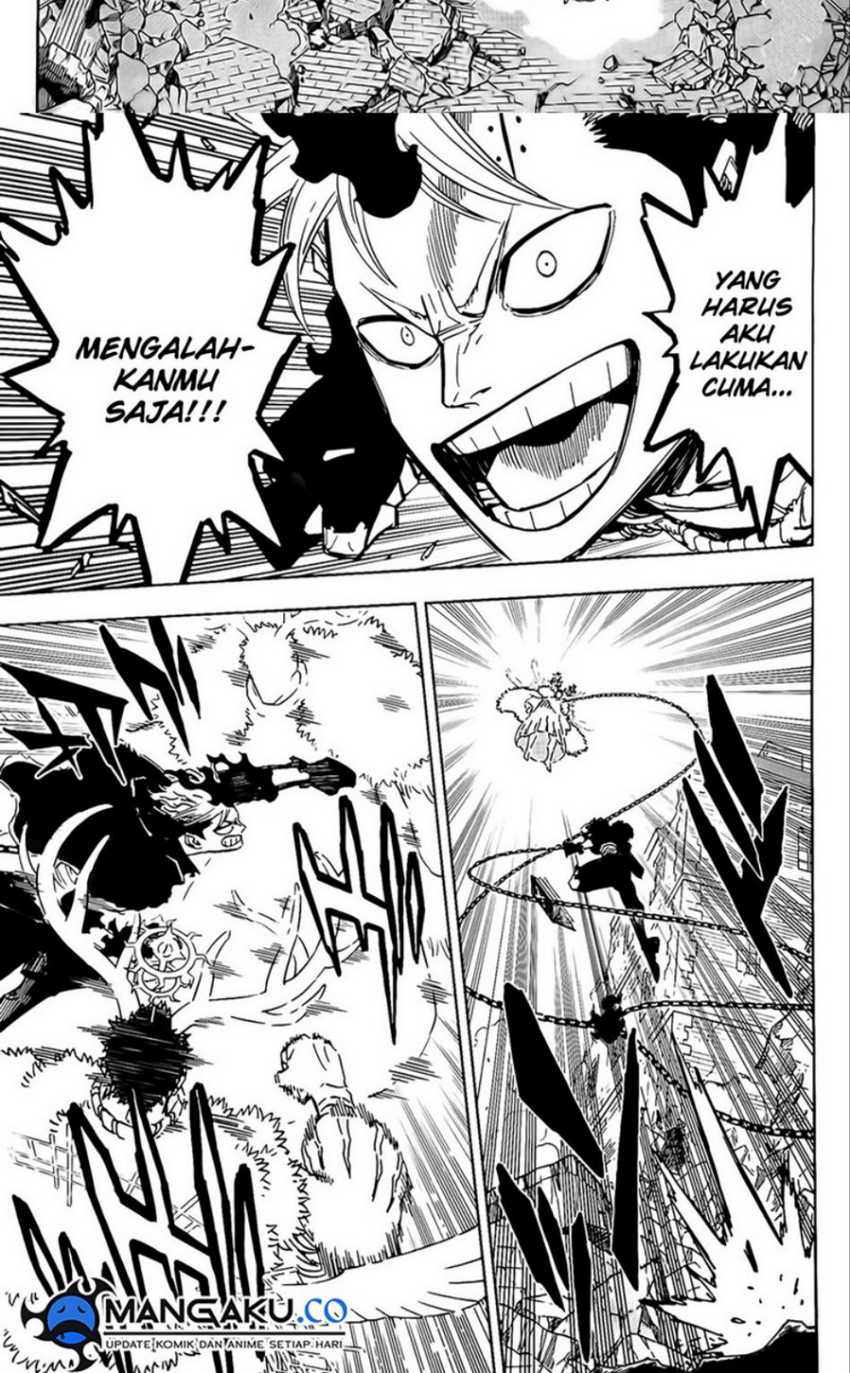 YANG
HARUS
AKU
LAKUKAN
CUMA...
MENGALAH-
KANMU
SAJA!!!
MANGAKU.CO
UPDATE KOMIK DAN ANIME SETIAP HARI